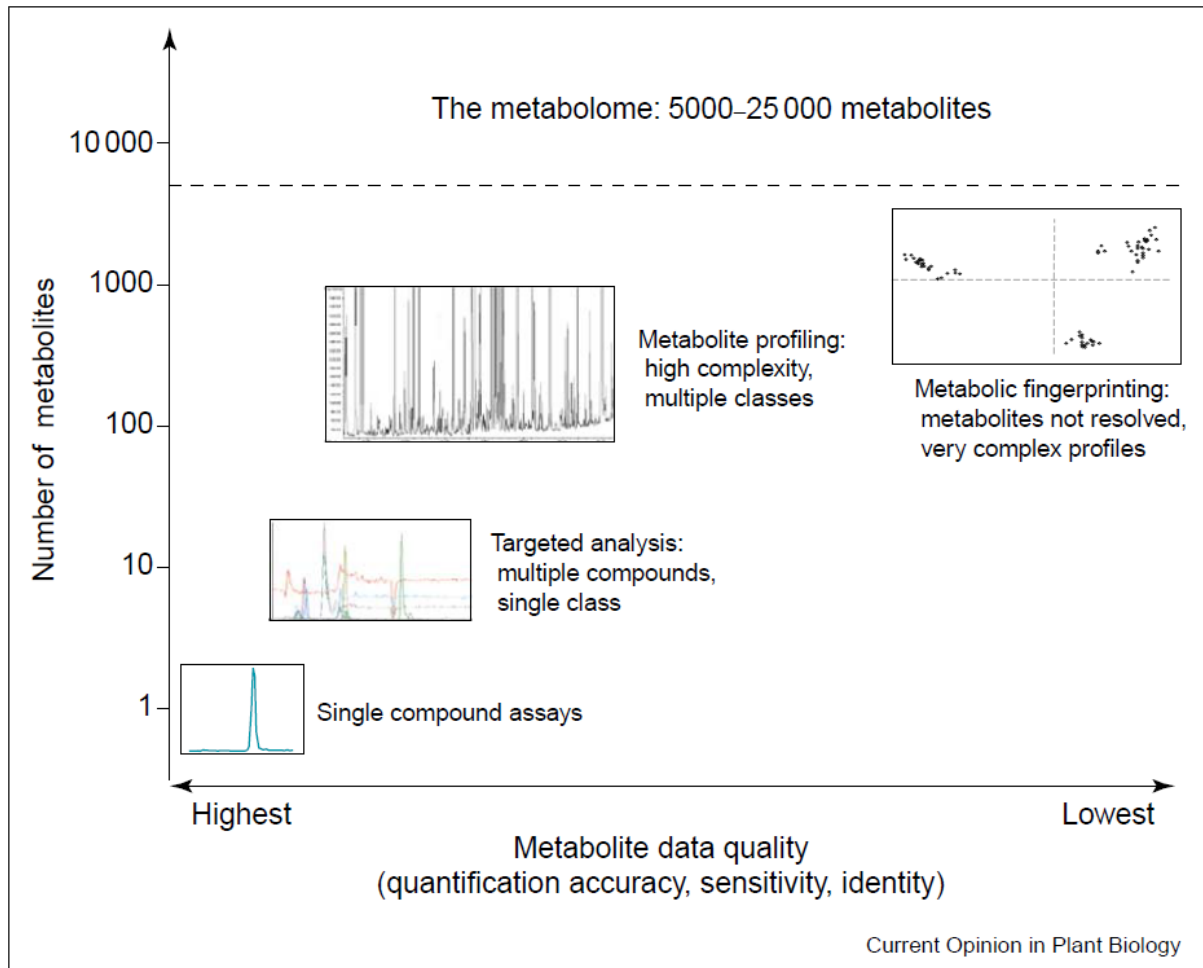 The metabolome: 5000–25 000 metabolites
10 000
1000
100
10
1
Number of metabolites
Metabolite profiling:
high complexity,
multiple classes
Metabolic fingerprinting:
metabolites not resolved,
very complex profiles
Targeted analysis:
multiple compounds,
single class
Single compound assays
Highest
Lowest
Metabolite data quality
(quantification accuracy, sensitivity, identity)
Current Opinion in Plant Biology